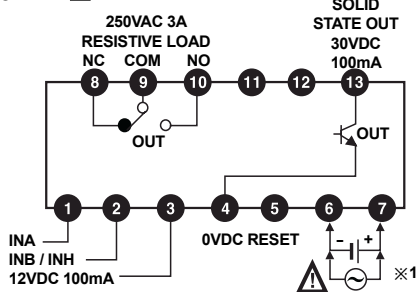 SOLID
STATE OUT
30VDC
100mA
250VAC 3A
RESISTIVE LOAD
NC COM NO
8 9 10 11 12 13
OUT
OUT
1 2 3 4 5 6 7
INA
INB / INH
12VDC 100mA
0VDC RESET
- +
※1